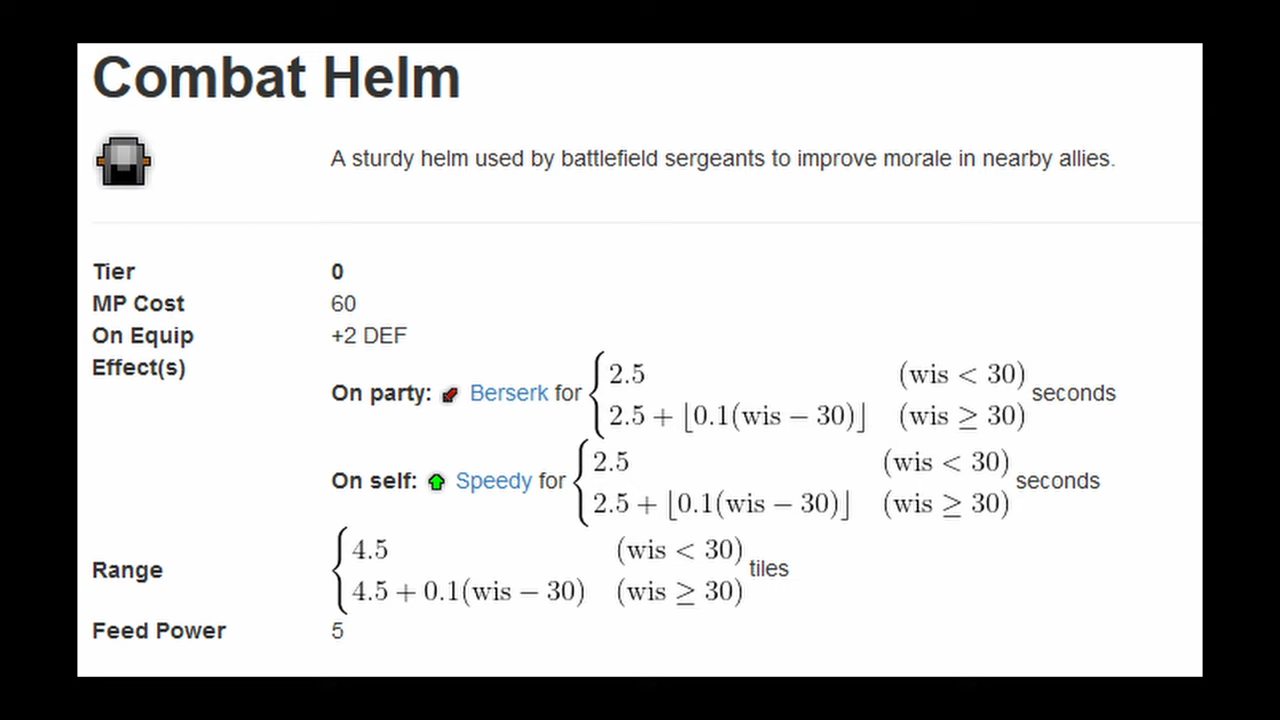 Combat Helm
A sturdy helm used by battlefield sergeants to improve morale in nearby allies.
Tier 0
MP Cost 60
On Equip +2 DEF
Effect(s)
On party: Berserk for { 2.5 (wis < 30)
2.5 + ⌊0.1(wis − 30)⌋ (wis ≥ 30) seconds
On self: Speedy for { 2.5 (wis < 30)
2.5 + ⌊0.1(wis − 30)⌋ (wis ≥ 30) seconds
Range { 4.5 (wis < 30)
4.5 + 0.1(wis − 30) (wis ≥ 30) tiles
Feed Power 5